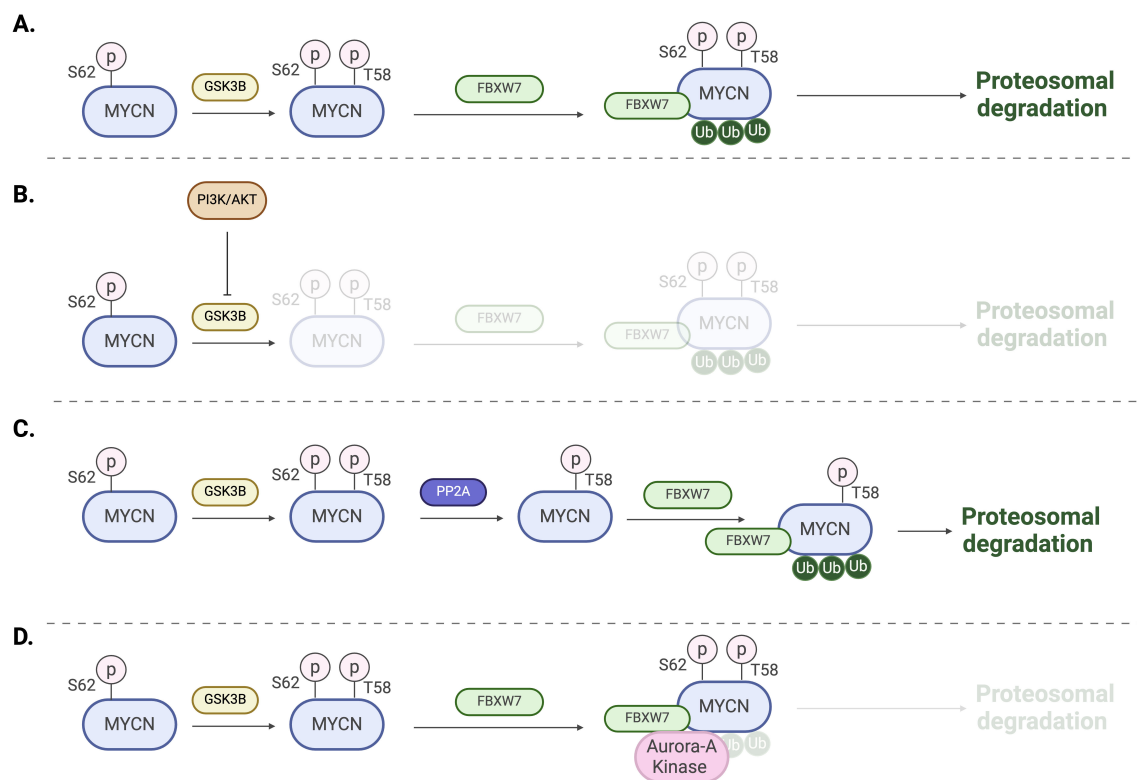 A.
p p p p p
S62 S62 T58 S62 T58
MYCN GSK3B MYCN FBXW7 FBXW7 MYCN
Ub Ub Ub
Proteosomal
degradation
B.
PI3K/AKT
p p p p p
S62 S62 T58 S62 T58
MYCN GSK3B MYCN FBXW7 FBXW7 MYCN
Ub Ub Ub
Proteosomal
degradation
C.
p p p p p
S62 S62 T58 T58 T58
MYCN GSK3B MYCN PP2A MYCN FBXW7 FBXW7 MYCN
Ub Ub Ub
Proteosomal
degradation
D.
p p p p p
S62 S62 T58 S62 T58
MYCN GSK3B MYCN FBXW7 FBXW7 MYCN
Aurora-A
Kinase
Ub Ub
Proteosomal
degradation